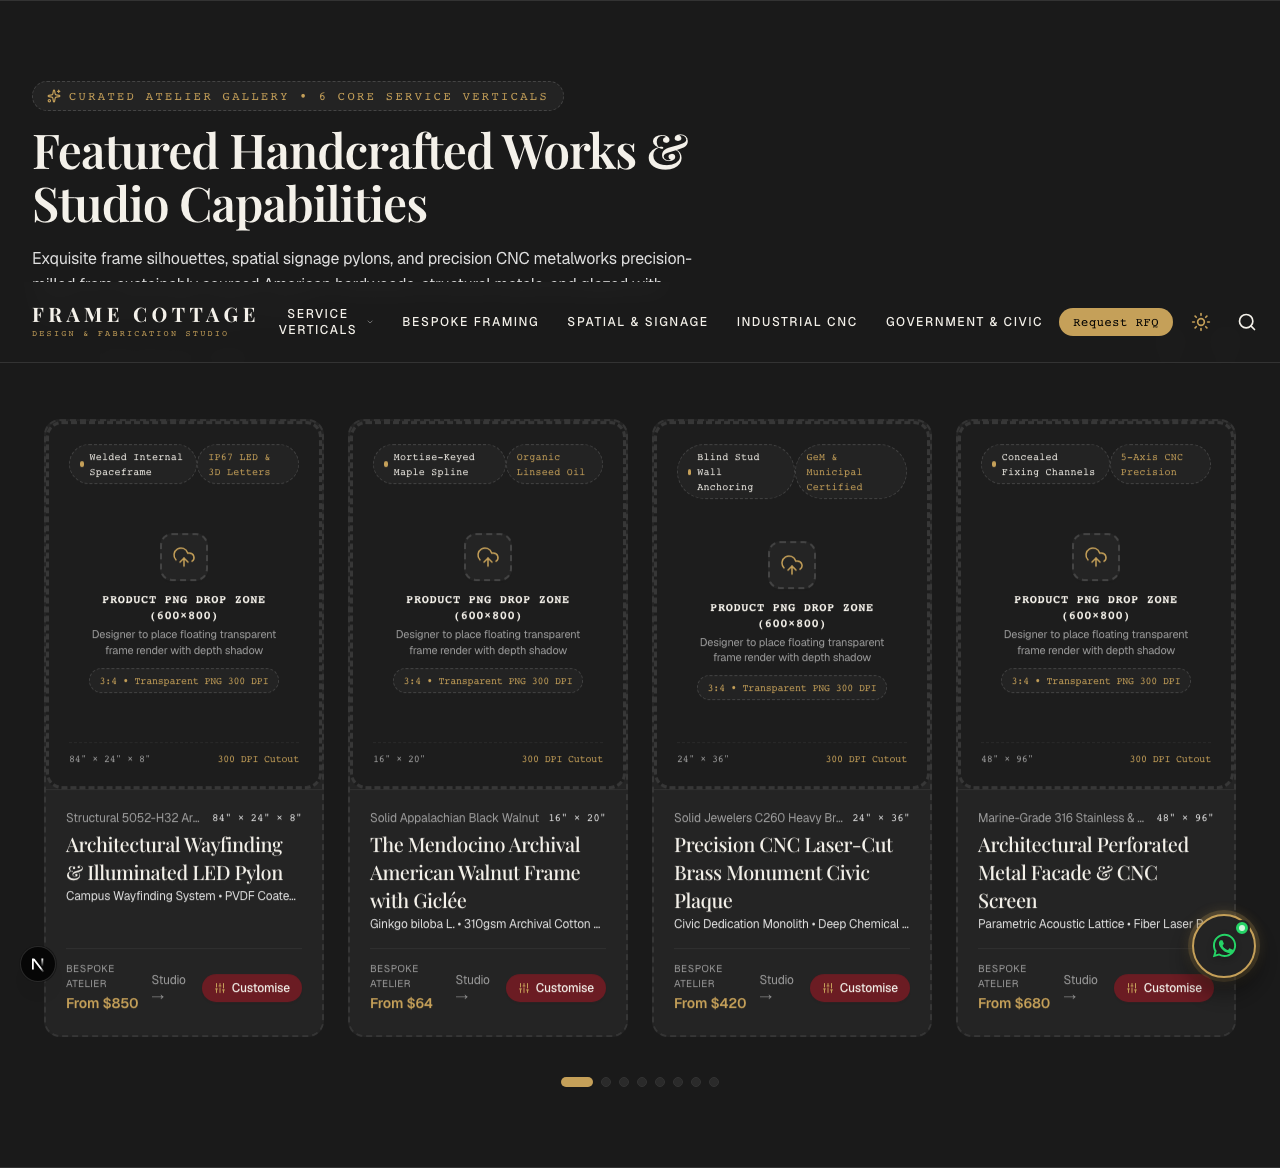 CURATED ATELIER GALLERY • 6 CORE SERVICE VERTICALS
Featured Handcrafted Works &
Studio Capabilities
Exquisite frame silhouettes, spatial signage pylons, and precision CNC metalworks precision-
milled from sustainably sourced American hardwoods, structural metals, and glazed with
FRAME COTTAGE
DESIGN & FABRICATION STUDIO
SERVICE
VERTICALS
BESPOKE FRAMING
SPATIAL & SIGNAGE
INDUSTRIAL CNC
GOVERNMENT & CIVIC
Request RFQ
Welded Internal
Spaceframe
IP67 LED &
3D Letters
PRODUCT PNG DROP ZONE
(600×800)
Designer to place floating transparent
frame render with depth shadow
3:4 • Transparent PNG 300 DPI
84" × 24" × 8"
300 DPI Cutout
Structural 5052-H32 Ar...
84" × 24" × 8"
Architectural Wayfinding
& Illuminated LED Pylon
Campus Wayfinding System • PVDF Coate...
BESPOKE
ATELIER
From $850
Studio
→
Customise
Mortise-Keyed
Maple Spline
Organic
Linseed Oil
PRODUCT PNG DROP ZONE
(600×800)
Designer to place floating transparent
frame render with depth shadow
3:4 • Transparent PNG 300 DPI
16" × 20"
300 DPI Cutout
Solid Appalachian Black Walnut
16" × 20"
The Mendocino Archival
American Walnut Frame
with Giclée
Ginkgo biloba L. • 310gsm Archival Cotton ...
BESPOKE
ATELIER
From $64
Studio
→
Customise
Blind Stud
Wall
Anchoring
GeM &
Municipal
Certified
PRODUCT PNG DROP ZONE
(600×800)
Designer to place floating transparent
frame render with depth shadow
3:4 • Transparent PNG 300 DPI
24" × 36"
300 DPI Cutout
Solid Jewelers C260 Heavy Br...
24" × 36"
Precision CNC Laser-Cut
Brass Monument Civic
Plaque
Civic Dedication Monolith • Deep Chemical ...
BESPOKE
ATELIER
From $420
Studio
→
Customise
Concealed
Fixing Channels
5-Axis CNC
Precision
PRODUCT PNG DROP ZONE
(600×800)
Designer to place floating transparent
frame render with depth shadow
3:4 • Transparent PNG 300 DPI
48" × 96"
300 DPI Cutout
Marine-Grade 316 Stainless & ...
48" × 96"
Architectural Perforated
Metal Facade & CNC
Screen
Parametric Acoustic Lattice • Fiber Laser
BESPOKE
ATELIER
From $680
Studio
→
Customise
N